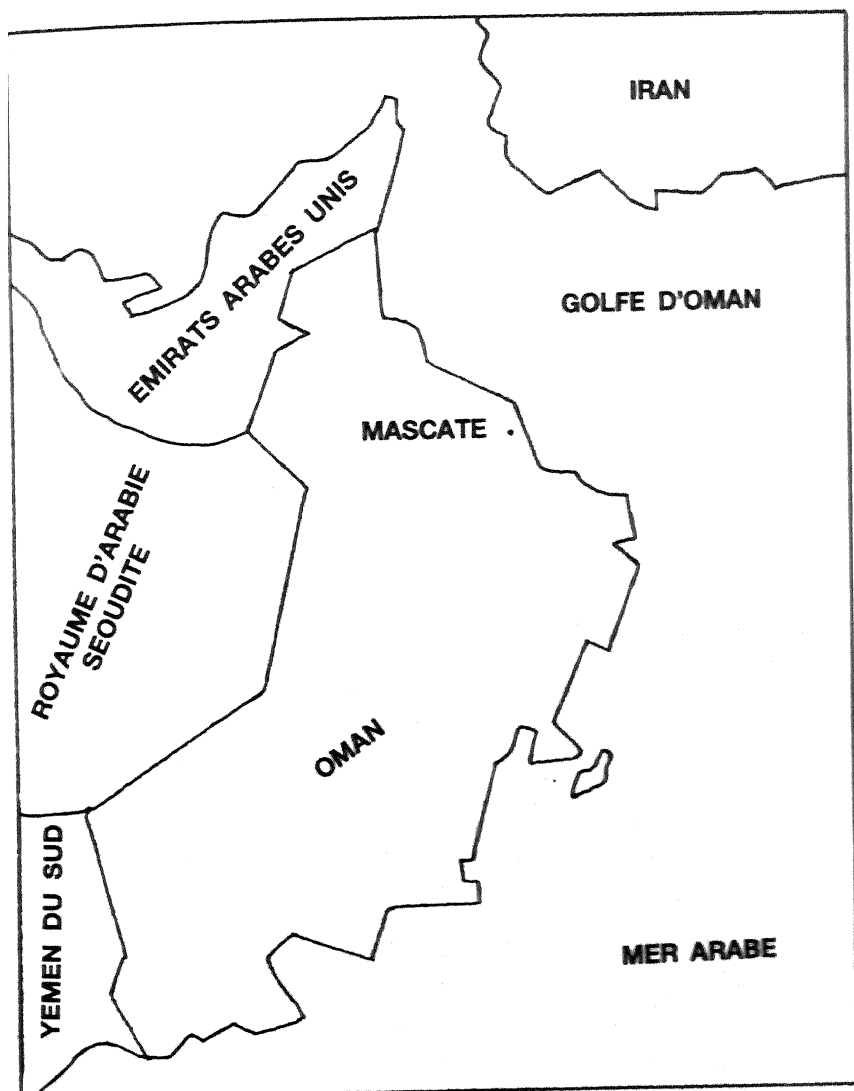 IRAN
EMIRATS ARABES UNIS
GOLFE D'OMAN
MASCATE
ROYAUME D'ARABIE
SEOUDITE
OMAN
YEMEN DU SUD
MER ARABE